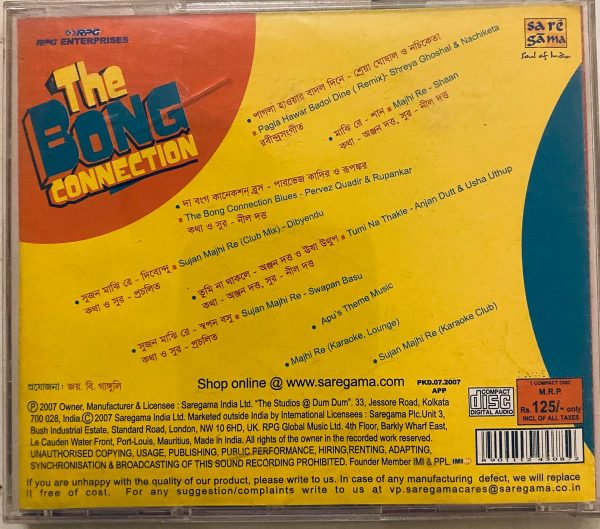 RPG
RPG ENTERPRISES
sa rē
gama
Soul of India
The
BONG
CONNECTION
পাগলা হাওয়ার বাদল দিনে - শ্রেয়া ঘোষাল ও নচিকেতা
Pagla Hawar Badol Dine ( Remix)- Shreya Ghoshal & Nachiketa
রবীন্দ্রসংগীত
মাঝি রে - শান Majhi Re - Shaan
কথা - অঞ্জন দত্ত, সুর - নীল দত্ত
দ্য বংগ কানেকশন ব্লুস - পারভেজ কাদির ও রূপঙ্কর
The Bong Connection Blues - Pervez Quadir & Rupankar
কথা ও সুর - নীল দত্ত
সুজন মাঝি রে - দিব্যেন্দু Sujan Majhi Re (Club Mix) - Dibyendu
কথা ও সুর - প্রচলিত
তুমি না থাকলে - অঞ্জন দত্ত ও ঊষা উত্থুপ Tumi Na Thakle - Anjan Dutt & Usha Uthup
কথা - অঞ্জন দত্ত, সুর - নীল দত্ত
সুজন মাঝি রে - স্বপন বসু Sujan Majhi Re - Swapan Basu
কথা ও সুর - প্রচলিত
Apu's Theme Music
Majhi Re (Karaoke, Lounge)
Sujan Majhi Re (Karaoke Club)
প্রযোজনা: জয়. বি. গাঙ্গুলি
Shop online @ www.saregama.com
PKD.07.2007
APP
COMPACT
disc
DIGITAL AUDIO
1 COMPACT DISC
M.R.P.
Rs. 125/- only
INCL OF ALL TAXES
Ⓟ 2007 Owner, Manufacturer & Licensee : Saregama India Ltd. "The Studios @ Dum Dum". 33, Jessore Road, Kolkata
700 028, India.© 2007 Saregama India Ltd. Marketed outside India by International Licensees : Saregama Plc.Unit 3,
Bush Industrial Estate, Standard Road, London, NW 10 6HD, UK. RPG Global Music Ltd. 4th Floor, Barkly Wharf East,
Le Cauden Water Front, Port-Louis, Mauritius, Made in India. All rights of the owner in the recorded work reserved.
UNAUTHORISED COPYING, USAGE, PUBLISHING, PUBLIC PERFORMANCE, HIRING,RENTING, ADAPTING,
SYNCHRONISATION & BROADCASTING OF THIS SOUND RECORDING PROHIBITED. Founder Member IMI & PPL. IMI
8901112430872
If you are unhappy with the quality of our product, please write to us. In case of any manufacturing defect, we will replace
it free of cost. For any suggestion/complaints write to us at vp.saregamacares@saregama.co.in